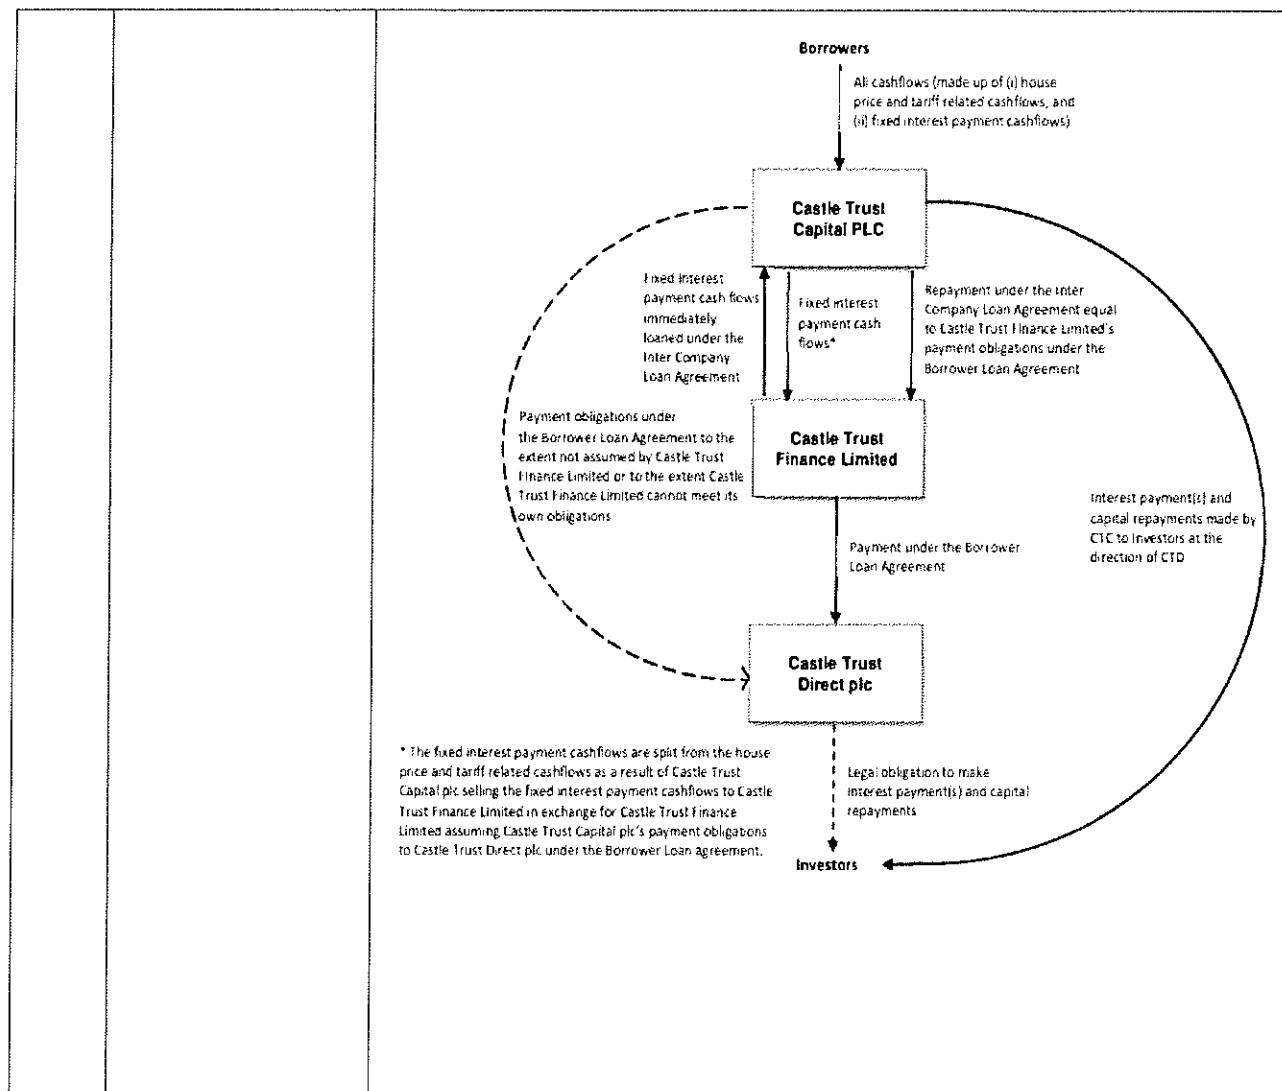 Borrowers
All cashflows (made up of (i) house
price and tariff related cashflows, and
(ii) fixed interest payment cashflows)
Castle Trust
Capital PLC
Fixed interest
payment cash flows
immediately
loaned under the
Inter Company
Loan Agreement
Fixed interest
payment cash
flows*
Repayment under the Inter
Company Loan Agreement equal
to Castle Trust Finance Limited's
payment obligations under the
Borrower Loan Agreement
Payment obligations under
the Borrower Loan Agreement to the
extent not assumed by Castle Trust
Finance Limited or to the extent Castle
Trust Finance Limited cannot meet its
own obligations
Castle Trust
Finance Limited
Interest payment(s) and
capital repayments made by
CTC to Investors at the
direction of CTD
Payment under the Borrower
Loan Agreement
Castle Trust
Direct plc
* The fixed interest payment cashflows are split from the house
price and tariff related cashflows as a result of Castle Trust
Capital plc selling the fixed interest payment cashflows to Castle
Trust Finance Limited in exchange for Castle Trust Finance
Limited assuming Castle Trust Capital plc's payment obligations
to Castle Trust Direct plc under the Borrower Loan agreement.
Legal obligation to make
interest payment(s) and capital
repayments
Investors